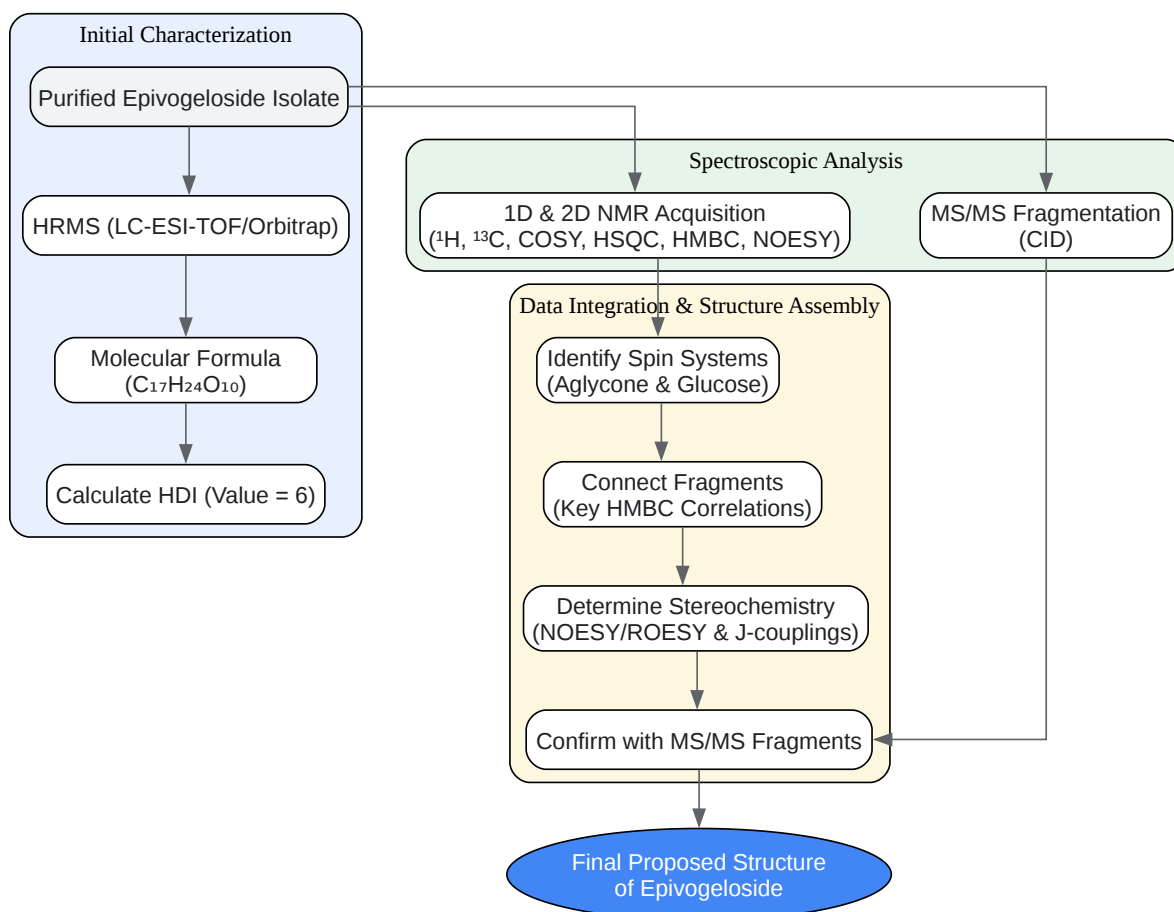 Initial Characterization
Purified Epivogeloside Isolate
HRMS (LC-ESI-TOF/Orbitrap)
Molecular Formula
(C₁₇H₂₄O₁₀)
Calculate HDI (Value = 6)
Spectroscopic Analysis
1D & 2D NMR Acquisition
(¹H, ¹³C, COSY, HSQC, HMBC, NOESY)
MS/MS Fragmentation
(CID)
Data Integration & Structure Assembly
Identify Spin Systems
(Aglycone & Glucose)
Connect Fragments
(Key HMBC Correlations)
Determine Stereochemistry
(NOESY/ROESY & J-couplings)
Confirm with MS/MS Fragments
Final Proposed Structure
of Epivogeloside